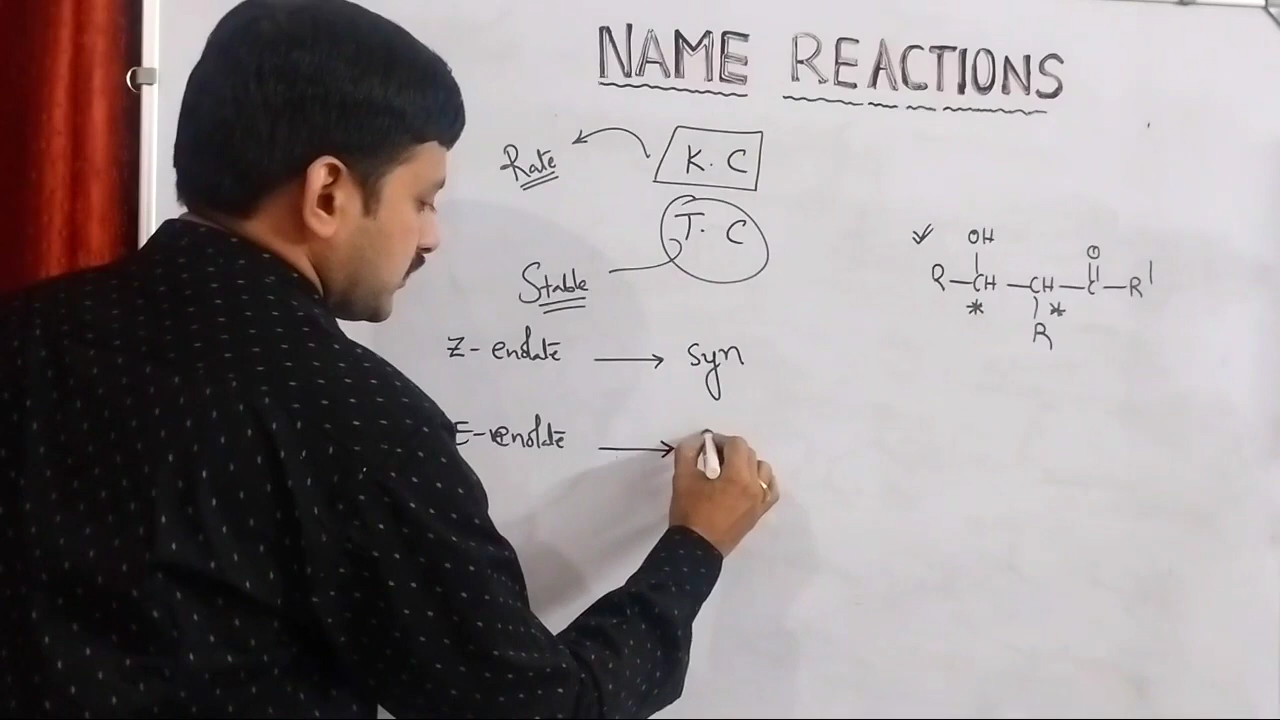 NAME REACTIONS
Rate
K. C
T. C
Stable
Z- enolate → syn
E- enolate →
OH
O
R — CH — CH — C — R'
* *
R